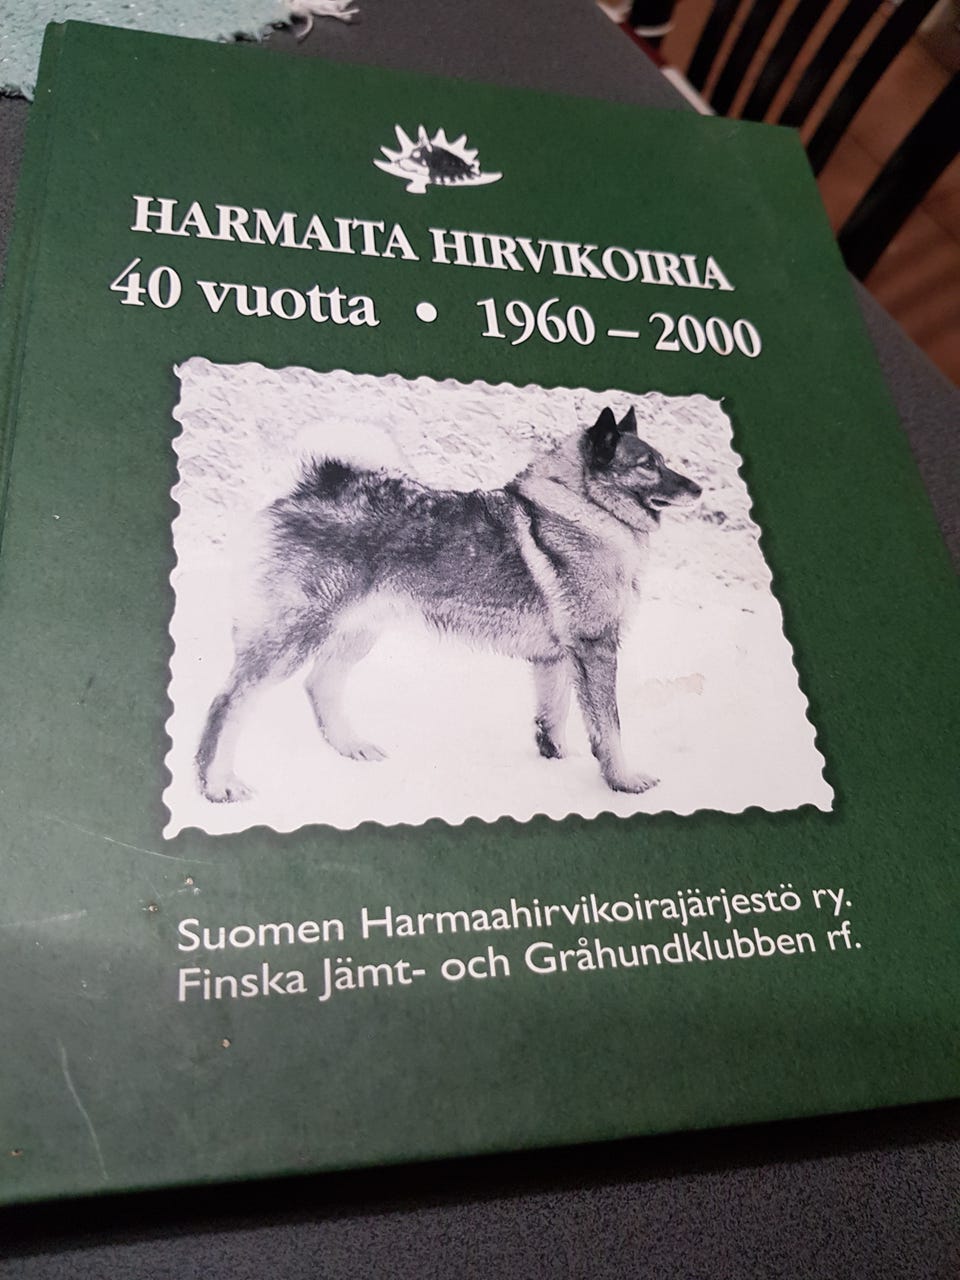 HARMAITA HIRVIKOIRIA
40 vuotta • 1960 – 2000
Suomen Harmaahirvikoirajärjestö ry.
Finska Jämt- och Gråhundklubben rf.